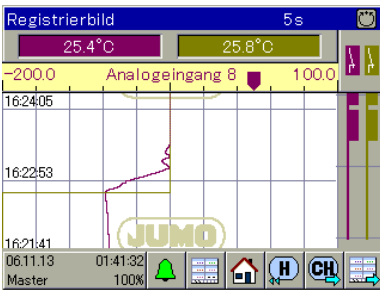 Registrierbild 5s
25.4°C 25.8°C
-200.0 Analogeingang 8 100.0
16:24:05
16:22:53
JUMO
16:21:41
06.11.13 01:41:32
Master 100%
H CH